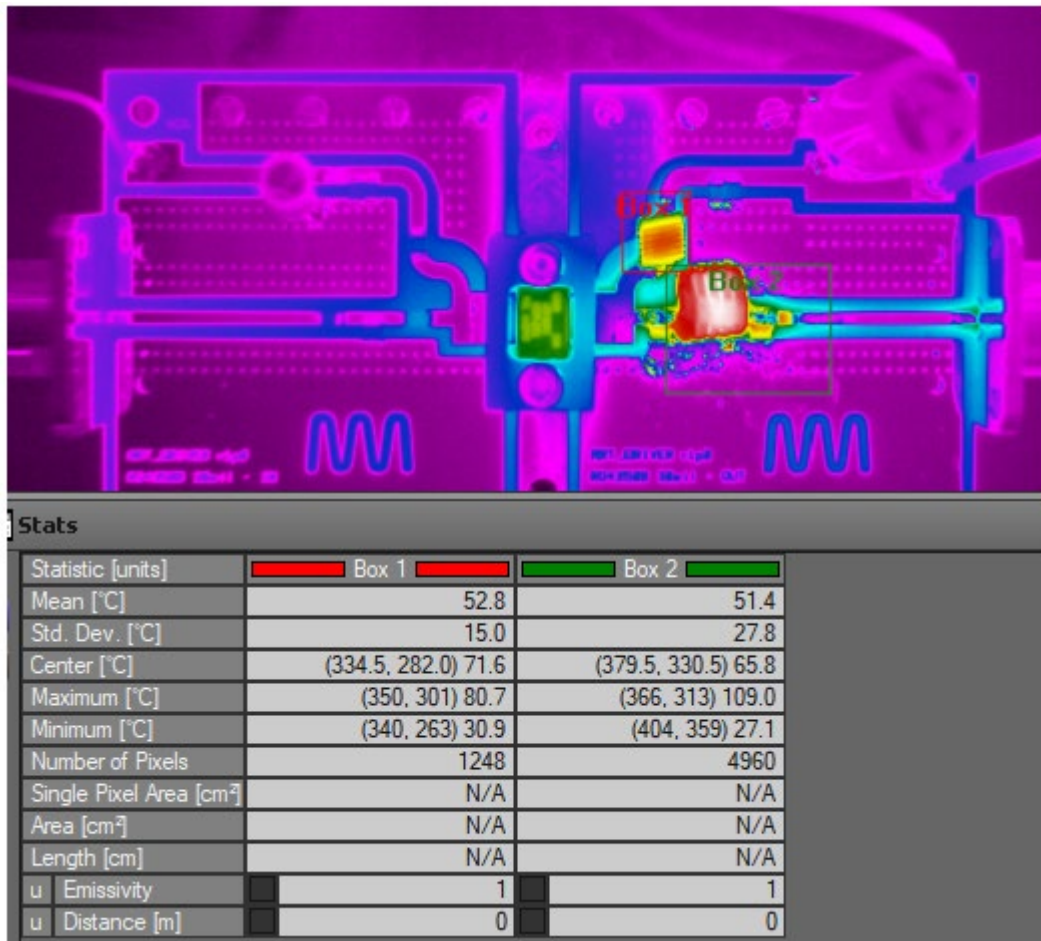 Box 1
Box 2
Stats
Statistic [units] Box 1 Box 2
Mean [°C] 52.8 51.4
Std. Dev. [°C] 15.0 27.8
Center [°C] (334.5, 282.0) 71.6 (379.5, 330.5) 65.8
Maximum [°C] (350, 301) 80.7 (366, 313) 109.0
Minimum [°C] (340, 263) 30.9 (404, 359) 27.1
Number of Pixels 1248 4960
Single Pixel Area [cm²] N/A N/A
Area [cm²] N/A N/A
Length [cm] N/A N/A
u Emissivity 1 1
u Distance [m] 0 0